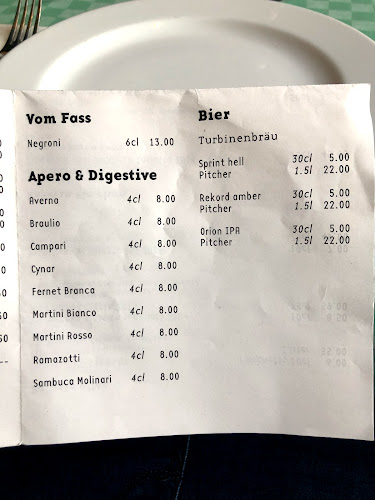 Vom Fass
Negroni 6cl 13.00
Apero & Digestive
Averna 4cl 8.00
Braulio 4cl 8.00
Campari 4cl 8.00
Cynar 4cl 8.00
Fernet Branca 4cl 8.00
Martini Bianco 4cl 8.00
Martini Rosso 4cl 8.00
Ramazotti 4cl 8.00
Sambuca Molinari 4cl 8.00
Bier
Turbinenbräu
Sprint hell 30cl 5.00
Pitcher 1.5l 22.00
Rekord amber 30cl 5.00
Pitcher 1.5l 22.00
Orion IPA 30cl 5.00
Pitcher 1.5l 22.00